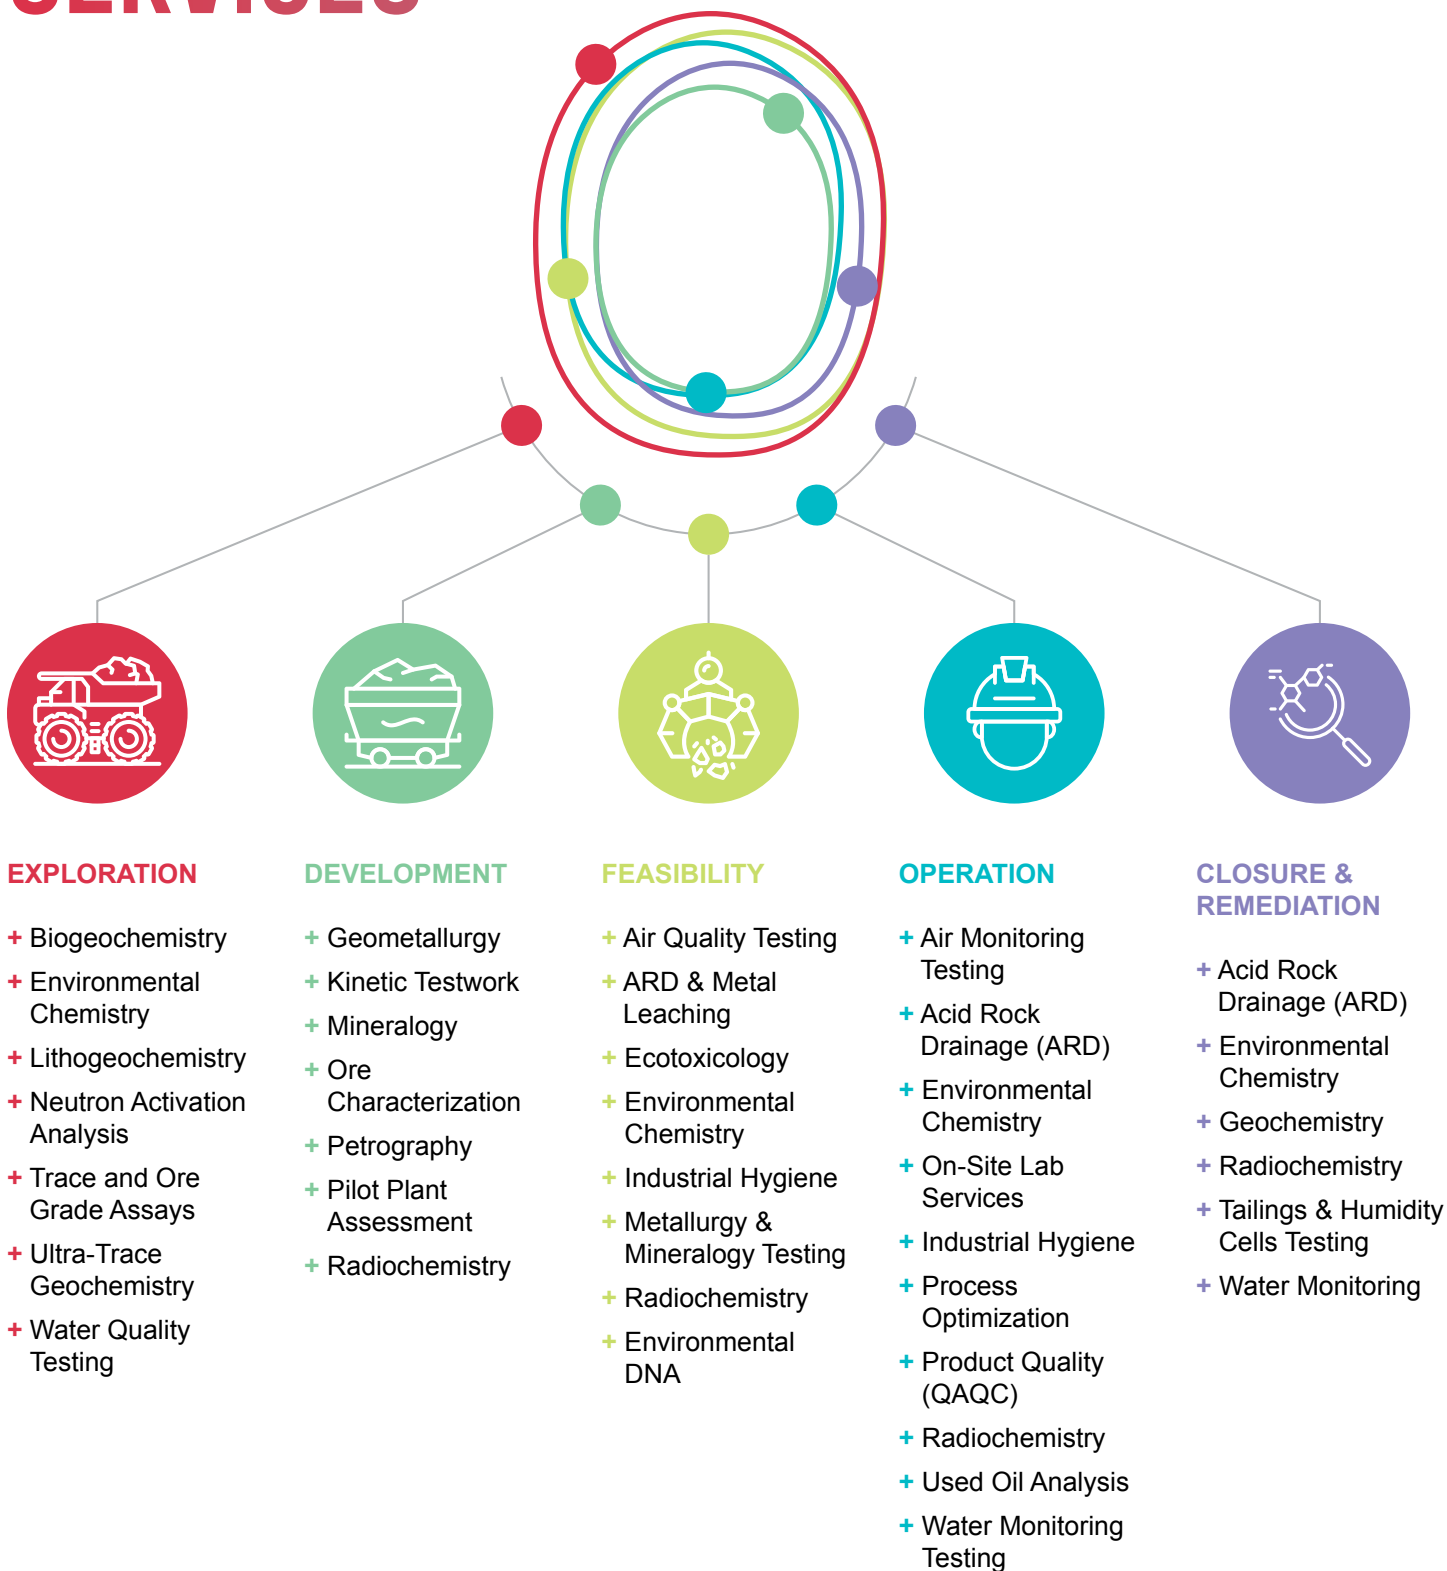 SERVICES
EXPLORATION
+ Biogeochemistry
+ Environmental
Chemistry
+ Lithogeochemistry
+ Neutron Activation
Analysis
+ Trace and Ore
Grade Assays
+ Ultra-Trace
Geochemistry
+ Water Quality
Testing
DEVELOPMENT
+ Geometallurgy
+ Kinetic Testwork
+ Mineralogy
+ Ore
Characterization
+ Petrography
+ Pilot Plant
Assessment
+ Radiochemistry
FEASIBILITY
+ Air Quality Testing
+ ARD & Metal
Leaching
+ Ecotoxicology
+ Environmental
Chemistry
+ Industrial Hygiene
+ Metallurgy &
Mineralogy Testing
+ Radiochemistry
+ Environmental
DNA
OPERATION
+ Air Monitoring
Testing
+ Acid Rock
Drainage (ARD)
+ Environmental
Chemistry
+ On-Site Lab
Services
+ Industrial Hygiene
+ Process
Optimization
+ Product Quality
(QAQC)
+ Radiochemistry
+ Used Oil Analysis
+ Water Monitoring
Testing
CLOSURE &
REMEDIATION
+ Acid Rock
Drainage (ARD)
+ Environmental
Chemistry
+ Geochemistry
+ Radiochemistry
+ Tailings & Humidity
Cells Testing
+ Water Monitoring